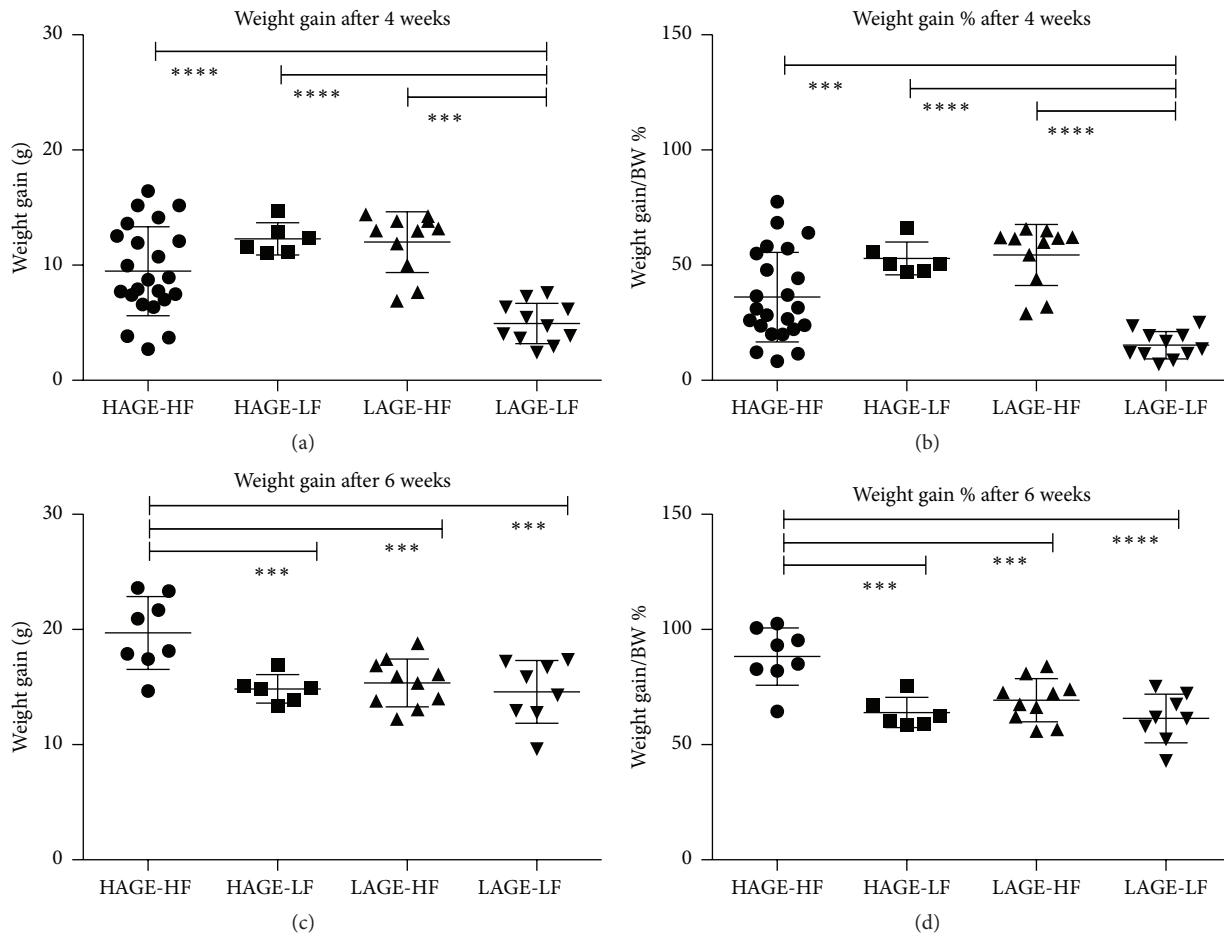 Weight gain after 4 weeks
30
20
10
0
Weight gain (g)
****
****
***
HAGE-HF HAGE-LF LAGE-HF LAGE-LF
(a)
Weight gain % after 4 weeks
150
100
50
0
Weight gain/BW %
***
****
****
HAGE-HF HAGE-LF LAGE-HF LAGE-LF
(b)
Weight gain after 6 weeks
30
20
10
0
Weight gain (g)
***
***
***
HAGE-HF HAGE-LF LAGE-HF LAGE-LF
(c)
Weight gain % after 6 weeks
150
100
50
0
Weight gain/BW %
****
***
***
HAGE-HF HAGE-LF LAGE-HF LAGE-LF
(d)